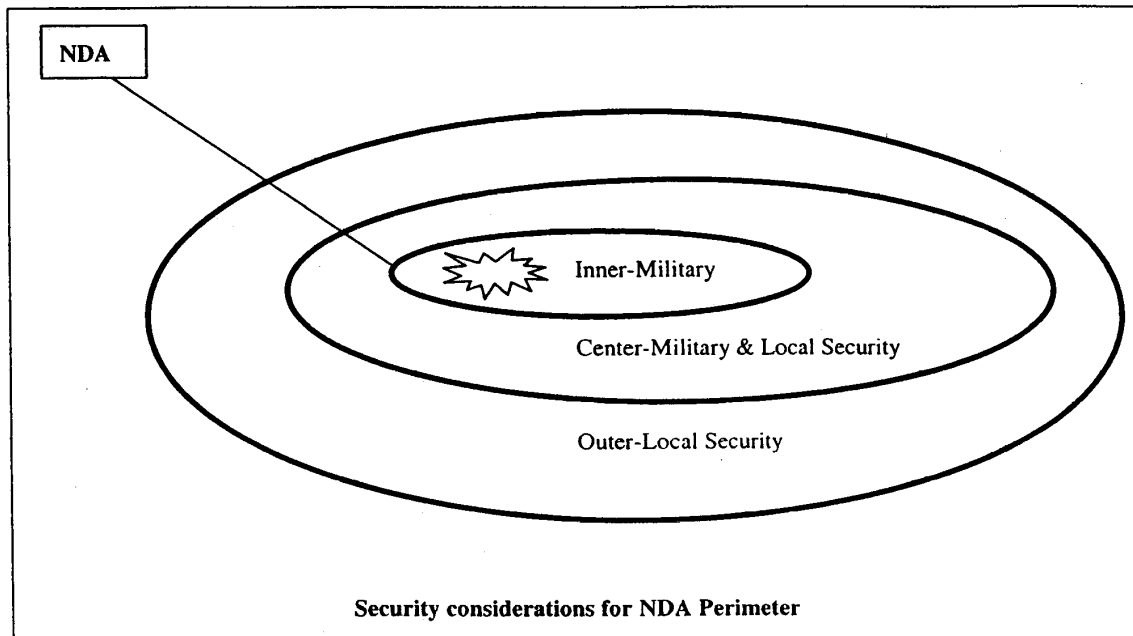 NDA
Inner-Military
Center-Military & Local Security
Outer-Local Security
Security considerations for NDA Perimeter